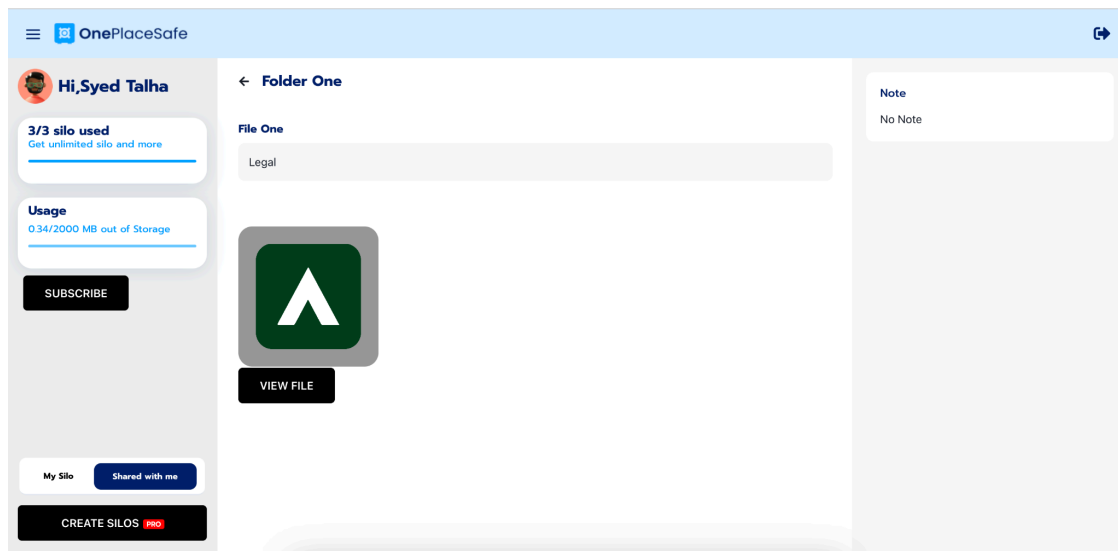 OnePlaceSafe
Hi,Syed Talha
3/3 silo used
Get unlimited silo and more
Usage
0.34/2000 MB out of Storage
SUBSCRIBE
My Silo
Shared with me
CREATE SILOS PRO
Folder One
File One
Legal
VIEW FILE
Note
No Note